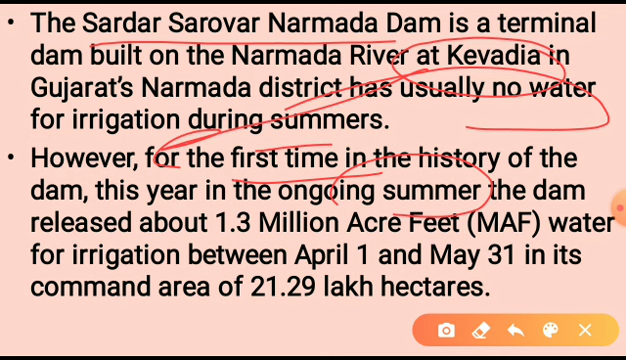 • The Sardar Sarovar Narmada Dam is a terminal
dam built on the Narmada River at Kevadia in
Gujarat's Narmada district has usually no water
for irrigation during summers.
• However, for the first time in the history of the
dam, this year in the ongoing summer the dam
released about 1.3 Million Acre Feet (MAF) water
for irrigation between April 1 and May 31 in its
command area of 21.29 lakh hectares.